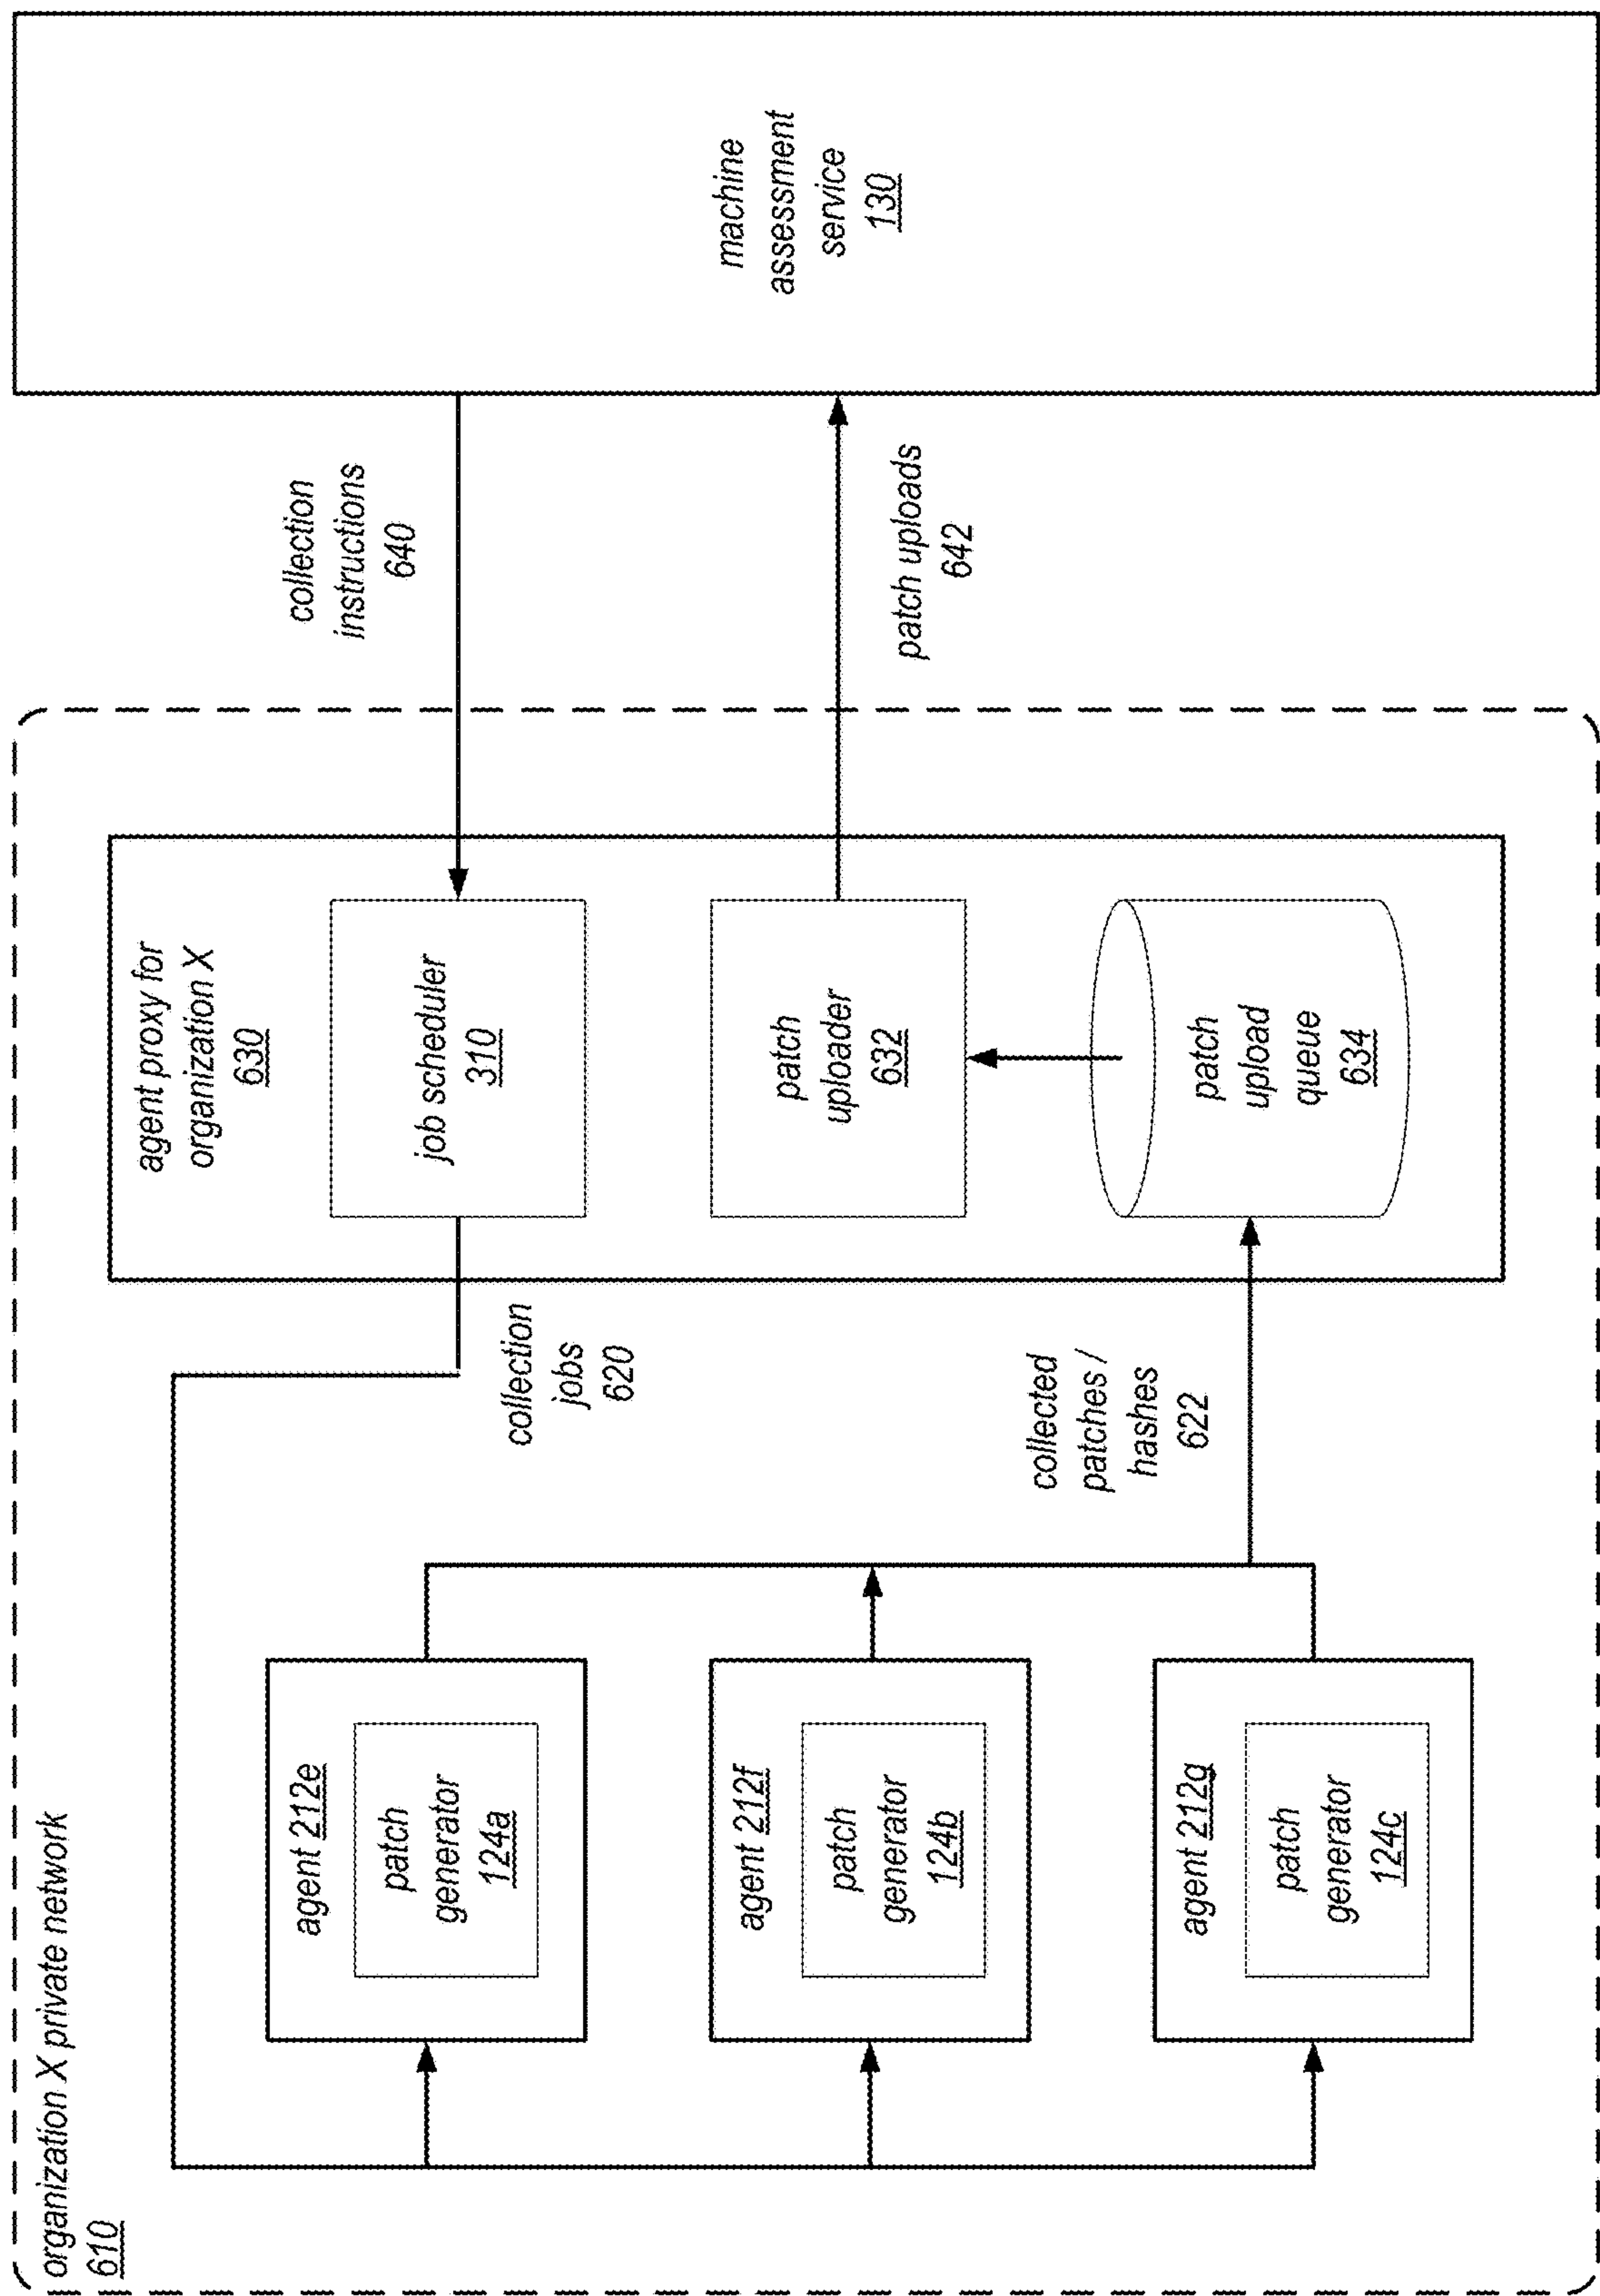 organization X private network
610
agent 212e
patch
generator
124a
agent 212f
patch
generator
124b
agent 212g
patch
generator
124c
collection
jobs
620
collected
patches /
hashes
622
agent proxy for
organization X
630
job scheduler
310
patch
uploader
632
patch
upload
queue
634
collection
instructions
640
patch uploads
642
machine
assessment
service
130